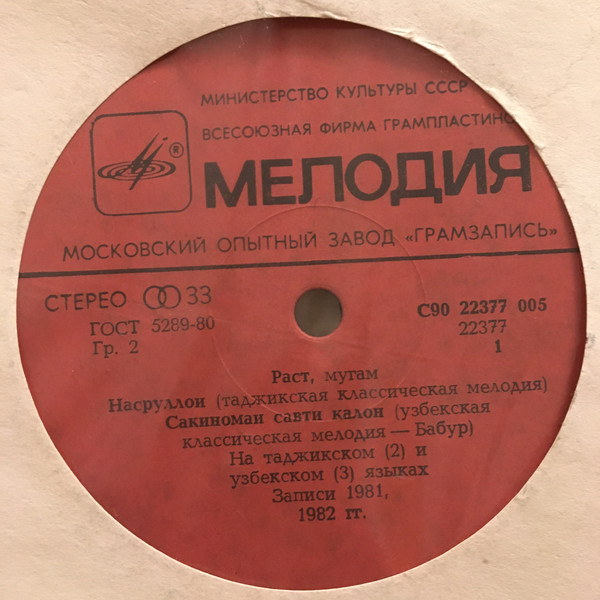 МИНИСТЕРСТВО КУЛЬТУРЫ СССР
ВСЕСОЮЗНАЯ ФИРМА ГРАМПЛАСТИНО
®
МЕЛОДИЯ
МОСКОВСКИЙ ОПЫТНЫЙ ЗАВОД «ГРАМЗАПИСЬ»
СТЕРЕО 33
ГОСТ 5289-80
Гр. 2
С90 22377 005
22377
1
Раст, мугам
Насруллои (таджикская классическая мелодия)
Сакиномаи савти калон (узбекская
классическая мелодия — Бабур)
На таджикском (2) и
узбекском (3) языках
Записи 1981,
1982 гг.